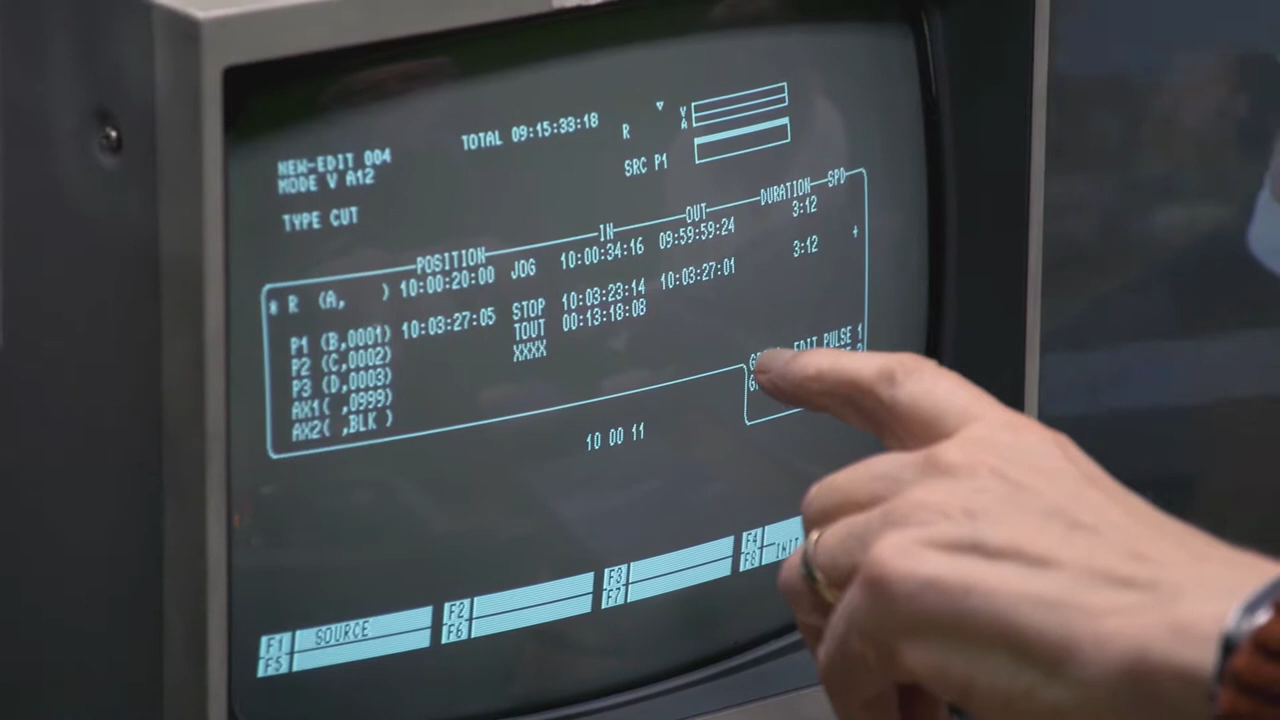 NEW-EDIT 004 TOTAL 09:15:33:18 R V
MODE V A12 A
SRC P1
TYPE CUT
POSITION IN OUT DURATION SPD
* R (A, ) 10:00:20:00 JDG 10:00:34:16 09:59:59:24 3:12
P1 (B,0001) 10:03:27:05 STOP 10:03:23:14 10:03:27:01 3:12 +
P2 (C,0002) TOUT 00:13:18:08
P3 (D,0003) XXXX
AX1( ,0999)
AX2( ,BLK )
EDIT PULSE 1
10 00 11
F1 SOURCE F2 F3 F4
F5 F6 F7 F8 INIT